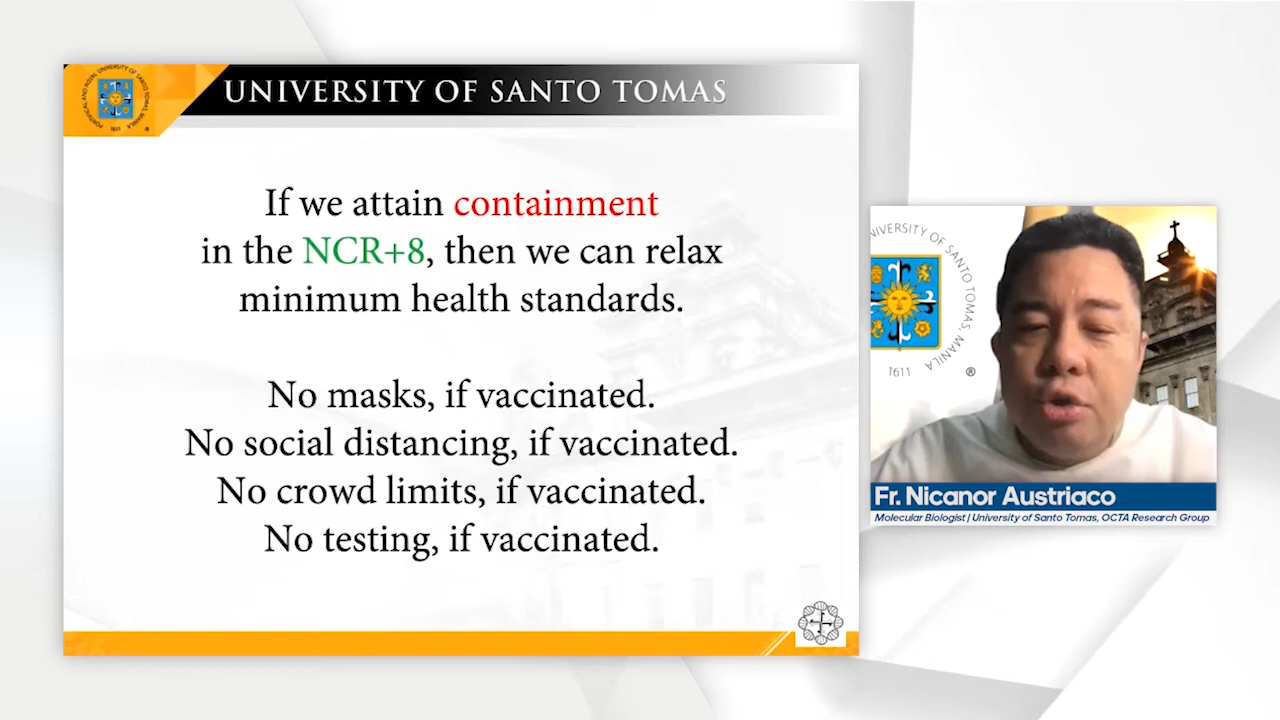 UNIVERSITY OF SANTO TOMAS
If we attain containment
in the NCR+8, then we can relax
minimum health standards.
No masks, if vaccinated.
No social distancing, if vaccinated.
No crowd limits, if vaccinated.
No testing, if vaccinated.
NIVERSITY OF SANTO TOMAS, MANILA
1611
®
Fr. Nicanor Austriaco
Molecular Biologist | University of Santo Tomas, OCTA Research Group